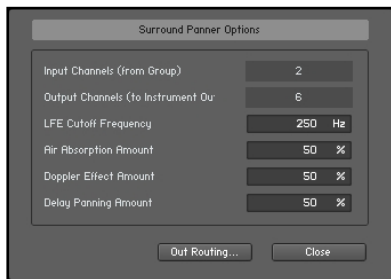 Surround Panner Options
Input Channels (from Group) 2
Output Channels (to Instrument Ou 6
LFE Cutoff Frequency 250 Hz
Air Absorption Amount 50 %
Doppler Effect Amount 50 %
Delay Panning Amount 50 %
Out Routing... Close